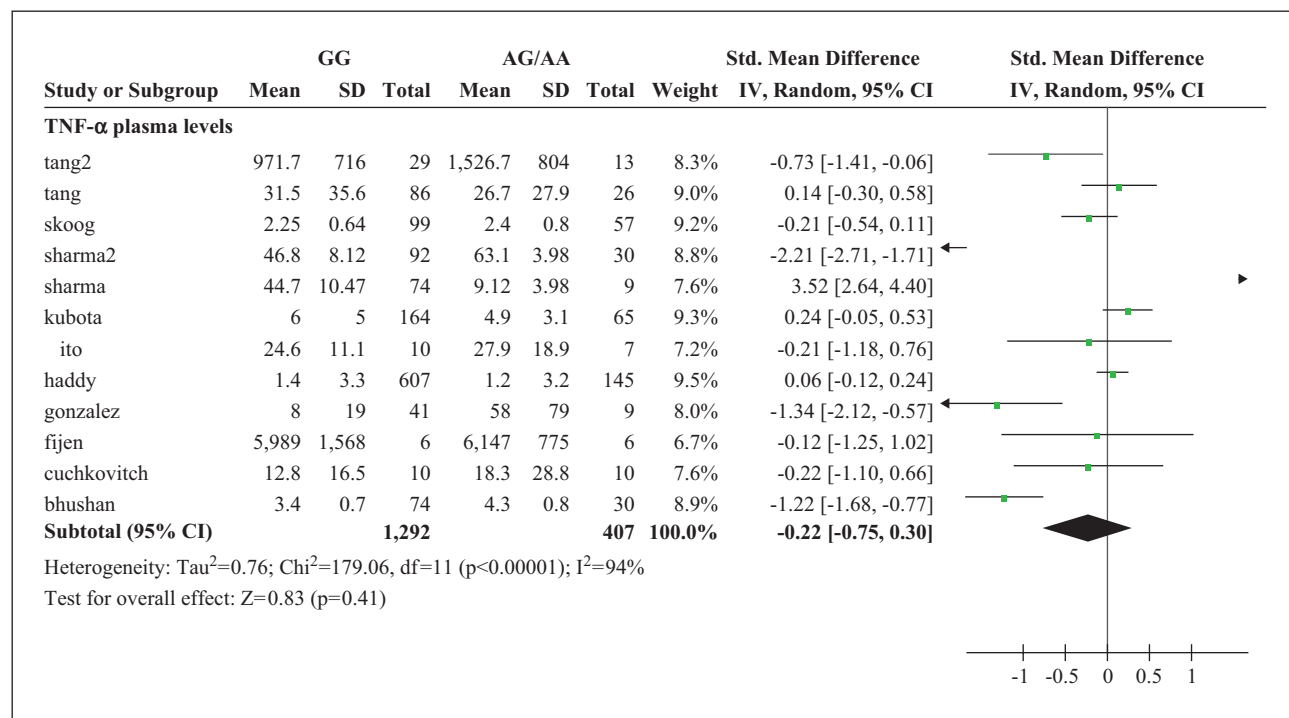 GG AG/AA Std. Mean Difference Std. Mean Difference
Study or Subgroup Mean SD Total Mean SD Total Weight IV, Random, 95% CI IV, Random, 95% CI
TNF-α plasma levels
tang2 971.7 716 29 1,526.7 804 13 8.3% -0.73 [-1.41, -0.06]
tang 31.5 35.6 86 26.7 27.9 26 9.0% 0.14 [-0.30, 0.58]
skoog 2.25 0.64 99 2.4 0.8 57 9.2% -0.21 [-0.54, 0.11]
sharma2 46.8 8.12 92 63.1 3.98 30 8.8% -2.21 [-2.71, -1.71]
sharma 44.7 10.47 74 9.12 3.98 9 7.6% 3.52 [2.64, 4.40]
kubota 6 5 164 4.9 3.1 65 9.3% 0.24 [-0.05, 0.53]
ito 24.6 11.1 10 27.9 18.9 7 7.2% -0.21 [-1.18, 0.76]
haddy 1.4 3.3 607 1.2 3.2 145 9.5% 0.06 [-0.12, 0.24]
gonzalez 8 19 41 58 79 9 8.0% -1.34 [-2.12, -0.57]
fijen 5,989 1,568 6 6,147 775 6 6.7% -0.12 [-1.25, 1.02]
cuchkovitch 12.8 16.5 10 18.3 28.8 10 7.6% -0.22 [-1.10, 0.66]
bhushan 3.4 0.7 74 4.3 0.8 30 8.9% -1.22 [-1.68, -0.77]
Subtotal (95% CI) 1,292 407 100.0% -0.22 [-0.75, 0.30]
Heterogeneity: Tau²=0.76; Chi²=179.06, df=11 (p<0.00001); I²=94%
Test for overall effect: Z=0.83 (p=0.41)
-1 -0.5 0 0.5 1